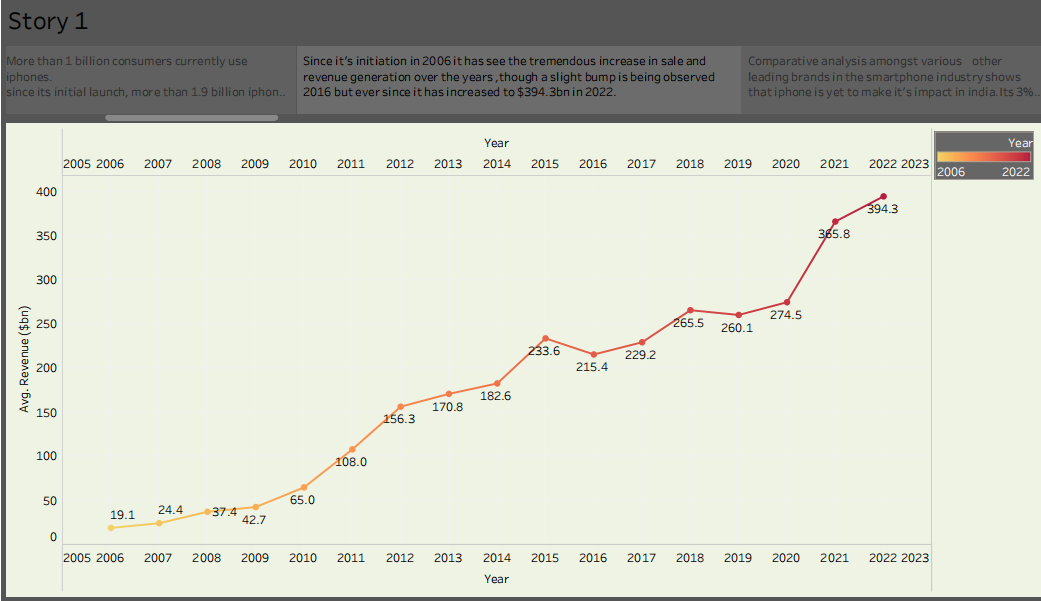 Story 1
More than 1 billion consumers currently use
iphones.
since its initial launch, more than 1.9 billion iphon..
Since it's initiation in 2006 it has see the tremendous increase in sale and
revenue generation over the years ,though a slight bump is being observed
2016 but ever since it has increased to $394.3bn in 2022.
Comparative analysis amongst various other
leading brands in the smartphone industry shows
that iphone is yet to make it's impact in india.Its 3%..
Year
2005 2006 2007 2008 2009 2010 2011 2012 2013 2014 2015 2016 2017 2018 2019 2020 2021 2022 2023
Year
2006 2022
Avg. Revenue ($bn)
400
350
300
250
200
150
100
50
0
19.1
24.4
37.4
42.7
65.0
108.0
156.3
170.8
182.6
233.6
215.4
229.2
265.5
260.1
274.5
365.8
394.3
2005 2006 2007 2008 2009 2010 2011 2012 2013 2014 2015 2016 2017 2018 2019 2020 2021 2022 2023
Year